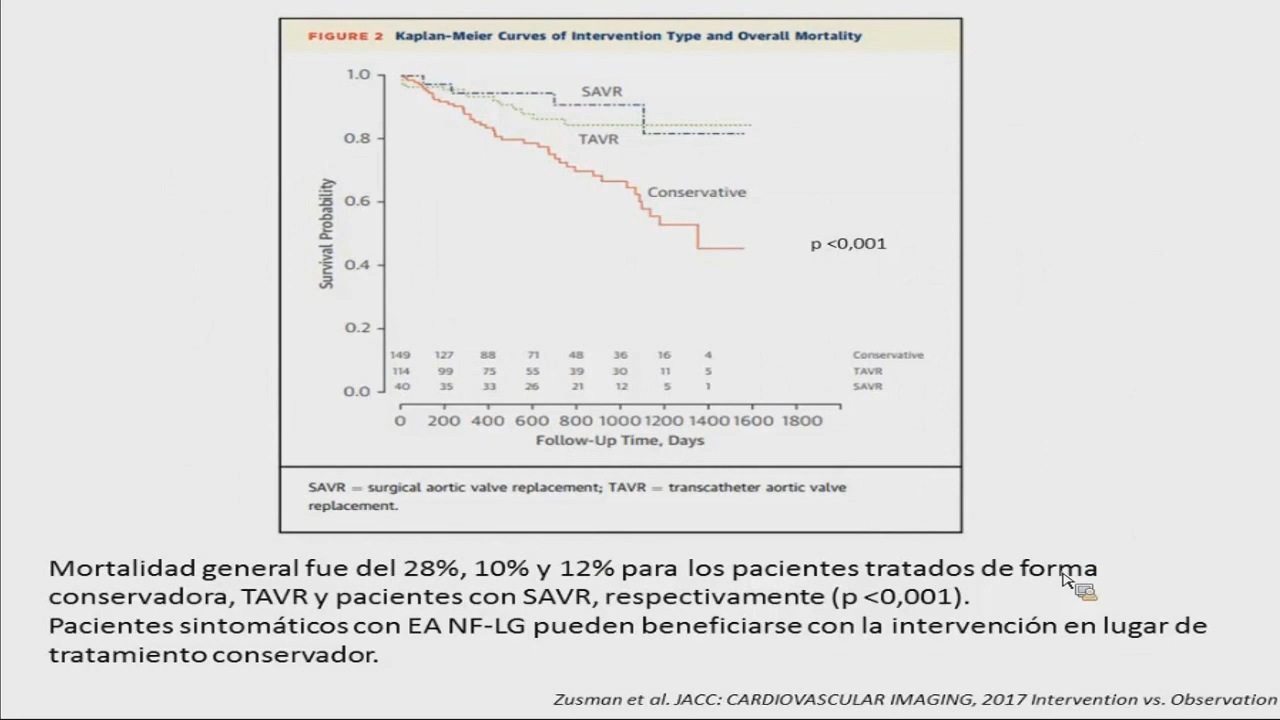 FIGURE 2 Kaplan-Meier Curves of Intervention Type and Overall Mortality
1.0
0.8
0.6
0.4
0.2
0.0
Survival Probability
SAVR
TAVR
Conservative
p <0,001
149 127 88 71 48 36 16 4 Conservative
114 99 75 55 39 30 11 5 TAVR
40 35 33 26 21 12 5 1 SAVR
0 200 400 600 800 1000 1200 1400 1600 1800
Follow-Up Time, Days
SAVR = surgical aortic valve replacement; TAVR = transcatheter aortic valve
replacement.
Mortalidad general fue del 28%, 10% y 12% para los pacientes tratados de forma
conservadora, TAVR y pacientes con SAVR, respectivamente (p <0,001).
Pacientes sintomáticos con EA NF-LG pueden beneficiarse con la intervención en lugar de
tratamiento conservador.
Zusman et al. JACC: CARDIOVASCULAR IMAGING, 2017 Intervention vs. Observation